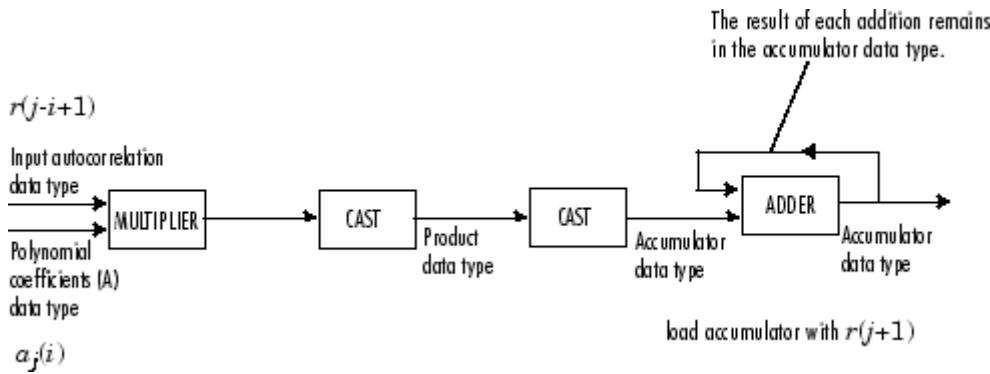 The result of each addition remains
in the accumulator data type.
r(j-i+1)
Input autocorrelation
data type
MULTIPLIER
CAST
CAST
ADDER
Polynomial
coefficients (A)
data type
Product
data type
Accumulator
data type
Accumulator
data type
load accumulator with r(j+1)
aj(i)